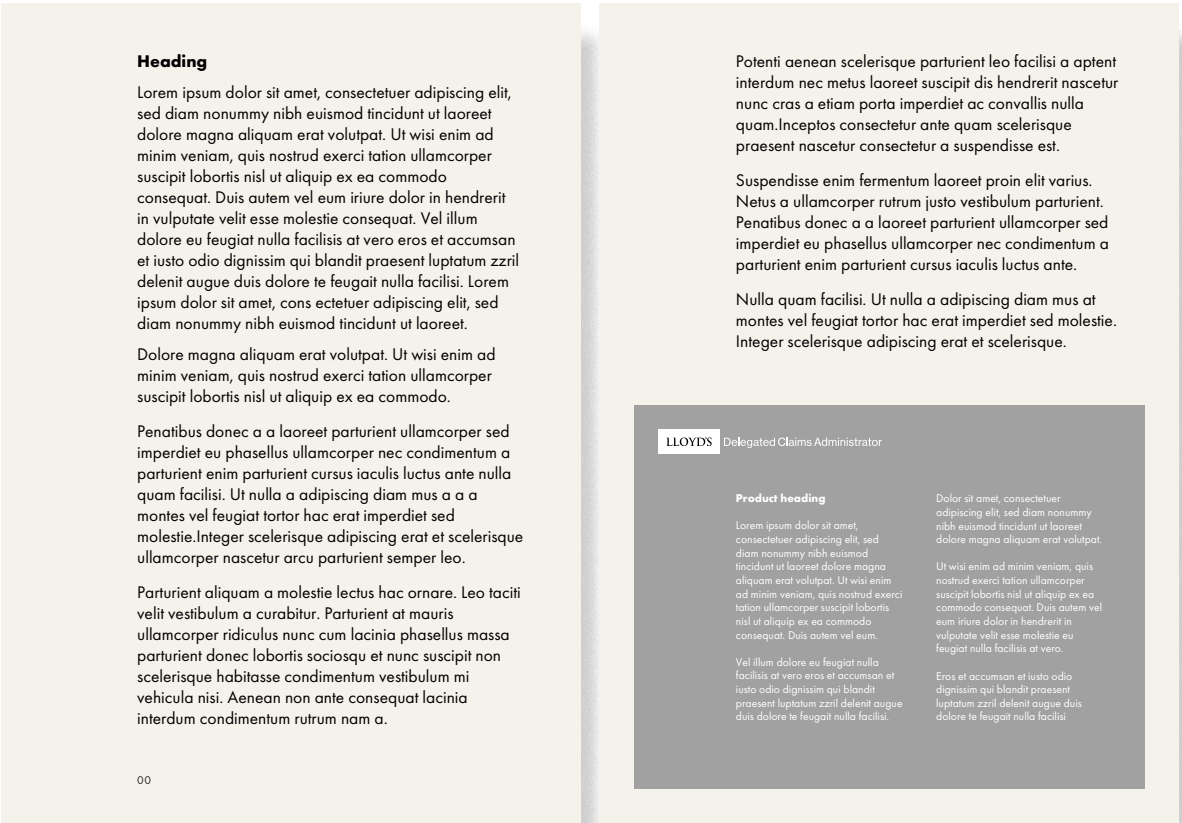 Heading
Lorem ipsum dolor sit amet, consectetuer adipiscing elit,
sed diam nonummy nibh euismod tincidunt ut laoreet
dolore magna aliquam erat volutpat. Ut wisi enim ad
minim veniam, quis nostrud exerci tation ullamcorper
suscipit lobortis nisl ut aliquip ex ea commodo
consequat. Duis autem vel eum iriure dolor in hendrerit
in vulputate velit esse molestie consequat. Vel illum
dolore eu feugiat nulla facilisis at vero eros et accumsan
et iusto odio dignissim qui blandit praesent luptatum zzril
delenit augue duis dolore te feugait nulla facilisi. Lorem
ipsum dolor sit amet, cons ectetuer adipiscing elit, sed
diam nonummy nibh euismod tincidunt ut laoreet.
Dolore magna aliquam erat volutpat. Ut wisi enim ad
minim veniam, quis nostrud exerci tation ullamcorper
suscipit lobortis nisl ut aliquip ex ea commodo.
Penatibus donec a a laoreet parturient ullamcorper sed
imperdiet eu phasellus ullamcorper nec condimentum a
parturient enim parturient cursus iaculis luctus ante nulla
quam facilisi. Ut nulla a adipiscing diam mus a a a
montes vel feugiat tortor hac erat imperdiet sed
molestie.Integer scelerisque adipiscing erat et scelerisque
ullamcorper nascetur arcu parturient semper leo.
Parturient aliquam a molestie lectus hac ornare. Leo taciti
velit vestibulum a curabitur. Parturient at mauris
ullamcorper ridiculus nunc cum lacinia phasellus massa
parturient donec lobortis sociosqu et nunc suscipit non
scelerisque habitasse condimentum vestibulum mi
vehicula nisi. Aenean non ante consequat lacinia
interdum condimentum rutrum nam a.
00
Potenti aenean scelerisque parturient leo facilisi a aptent
interdum nec metus laoreet suscipit dis hendrerit nascetur
nunc cras a etiam porta imperdiet ac convallis nulla
quam.Inceptos consectetur ante quam scelerisque
praesent nascetur consectetur a suspendisse est.
Suspendisse enim fermentum laoreet proin elit varius.
Netus a ullamcorper rutrum justo vestibulum parturient.
Penatibus donec a a laoreet parturient ullamcorper sed
imperdiet eu phasellus ullamcorper nec condimentum a
parturient enim parturient cursus iaculis luctus ante.
Nulla quam facilisi. Ut nulla a adipiscing diam mus at
montes vel feugiat tortor hac erat imperdiet sed molestie.
Integer scelerisque adipiscing erat et scelerisque.
LLOYD'S Delegated Claims Administrator
Product heading
Lorem ipsum dolor sit amet,
consectetuer adipiscing elit, sed
diam nonummy nibh euismod
tincidunt ut laoreet dolore magna
aliquam erat volutpat. Ut wisi enim
ad minim veniam, quis nostrud exerci
tation ullamcorper suscipit lobortis
nisl ut aliquip ex ea commodo
consequat. Duis autem vel eum.
Vel illum dolore eu feugiat nulla
facilisis at vero eros et accumsan et
iusto odio dignissim qui blandit
praesent luptatum zzril delenit augue
duis dolore te feugait nulla facilisi.
Dolor sit amet, consectetuer
adipiscing elit, sed diam nonummy
nibh euismod tincidunt ut laoreet
dolore magna aliquam erat volutpat.
Ut wisi enim ad minim veniam, quis
nostrud exerci tation ullamcorper
suscipit lobortis nisl ut aliquip ex ea
commodo consequat. Duis autem vel
eum iriure dolor in hendrerit in
vulputate velit esse molestie eu
feugiat nulla facilisis at vero.
Eros et accumsan et iusto odio
dignissim qui blandit praesent
luptatum zzril delenit augue duis
dolore te feugait nulla facilisi